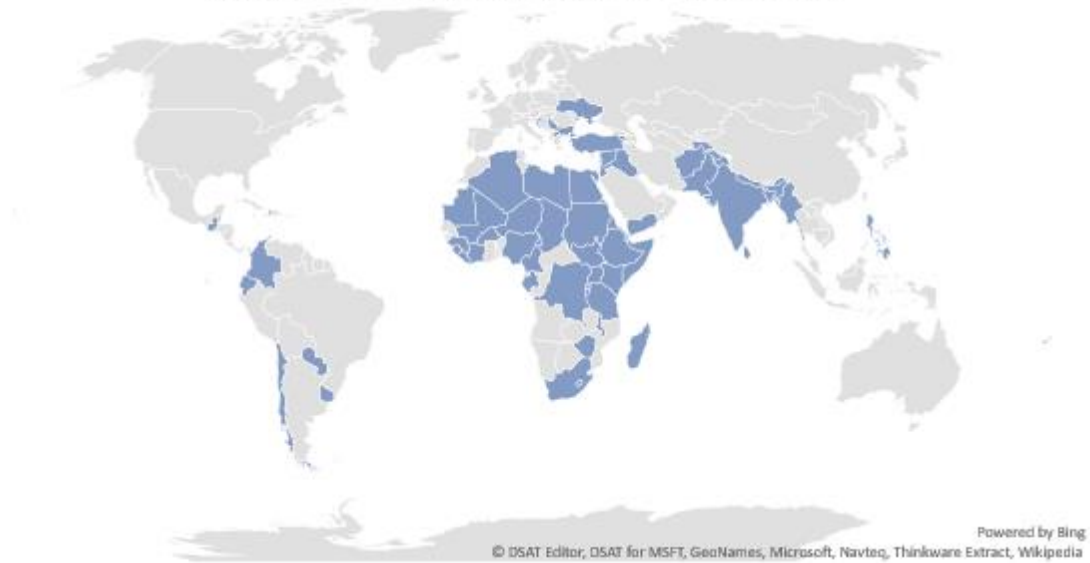 Powered by Bing
© DSAT Editor, DSAT for MSFT, GeoNames, Microsoft, Navteq, Thinkware Extract, Wikipedia